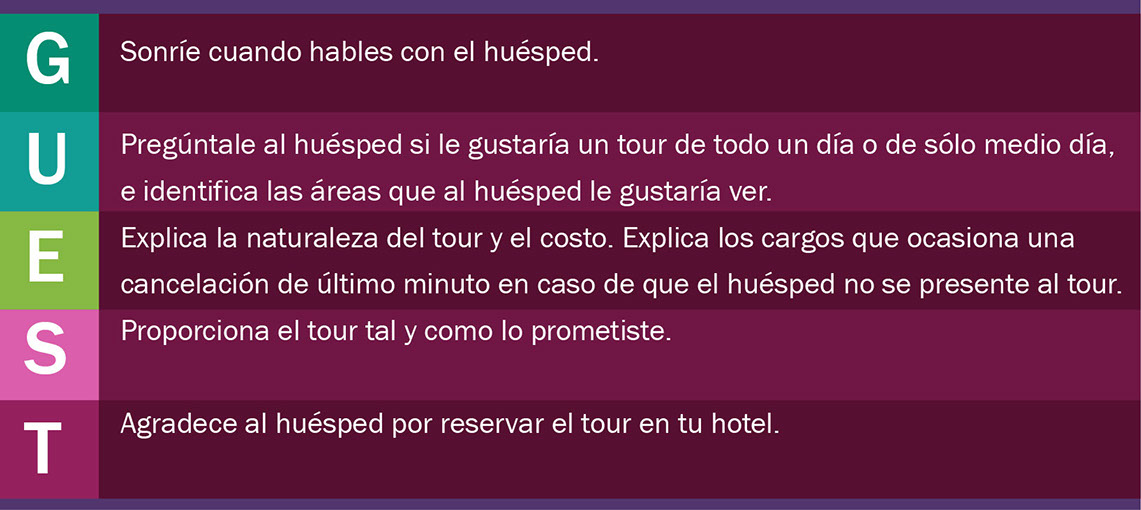 G
Sonríe cuando hables con el huésped.
U
Pregúntale al huésped si le gustaría un tour de todo un día o de sólo medio día,
e identifica las áreas que al huésped le gustaría ver.
E
Explica la naturaleza del tour y el costo. Explica los cargos que ocasiona una
cancelación de último minuto en caso de que el huésped no se presente al tour.
S
Proporciona el tour tal y como lo prometiste.
T
Agradece al huésped por reservar el tour en tu hotel.